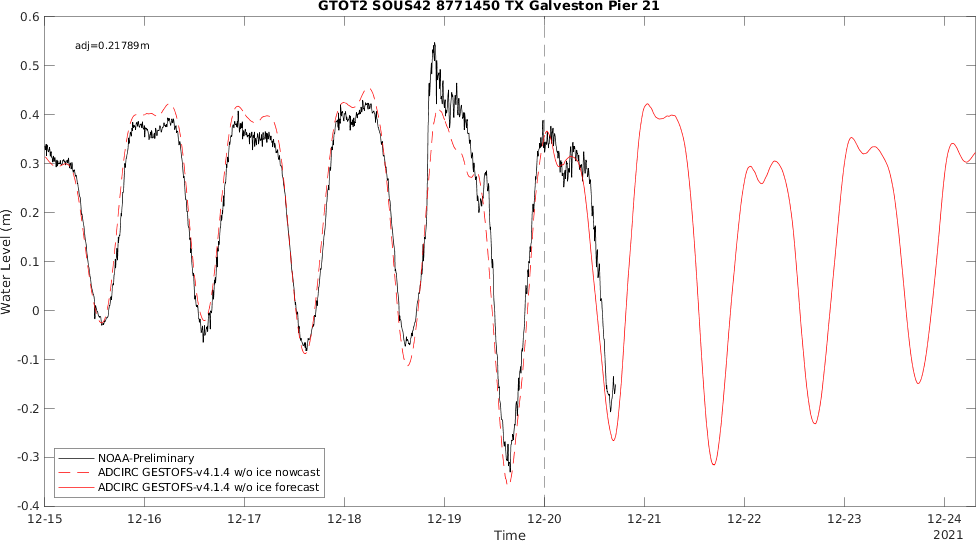 GTOT2 SOUS42 8771450 TX Galveston Pier 21
adj=0.21789m
0.6
0.5
0.4
0.3
0.2
0.1
0
-0.1
-0.2
-0.3
-0.4
Water Level (m)
NOAA-Preliminary
ADCIRC GESTOFS-v4.1.4 w/o ice nowcast
ADCIRC GESTOFS-v4.1.4 w/o ice forecast
12-15 12-16 12-17 12-18 12-19 12-20 12-21 12-22 12-23 12-24
Time
2021